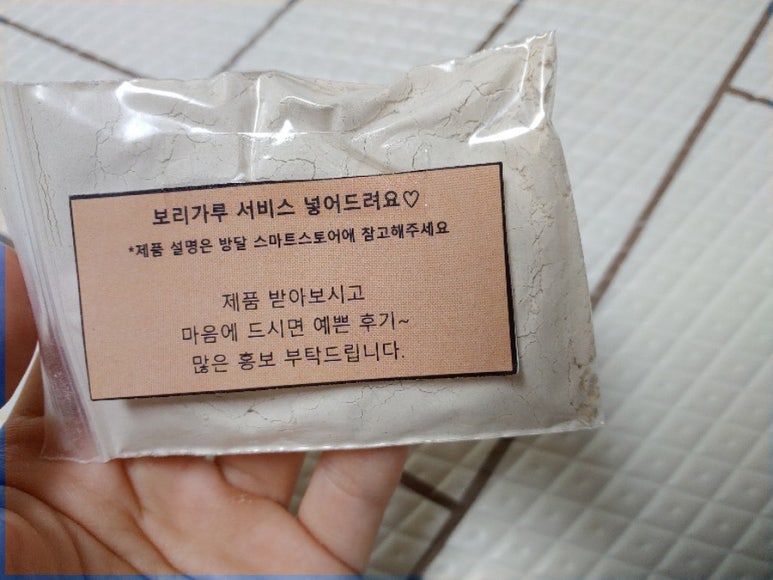 보리가루 서비스 넣어드려요♡
*제품 설명은 방달 스마트스토어에 참고해주세요
제품 받아보시고
마음에 드시면 예쁜 후기~
많은 홍보 부탁드립니다.